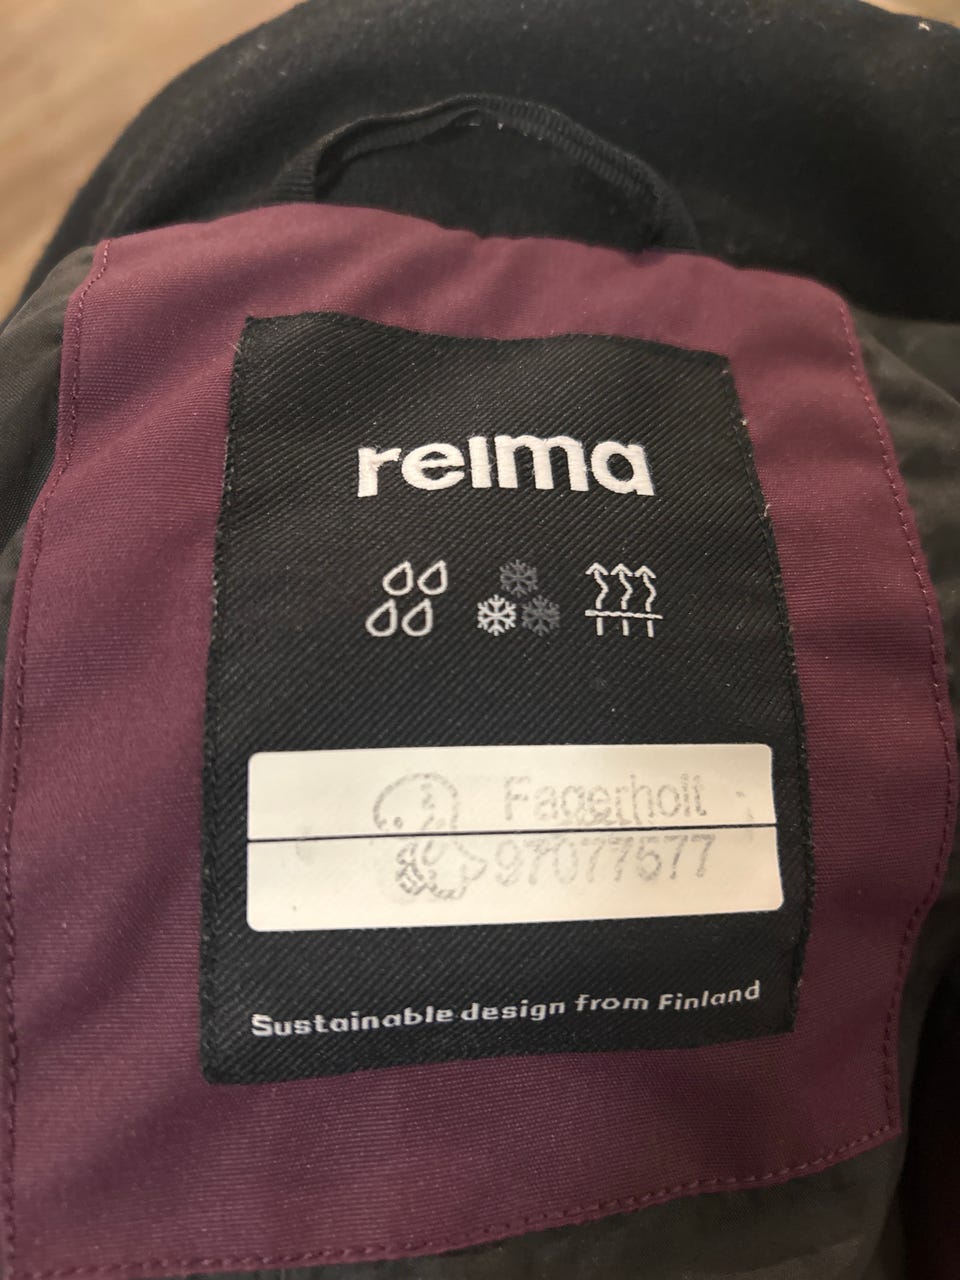 reima
Fagerholt
97077577
Sustainable design from Finland